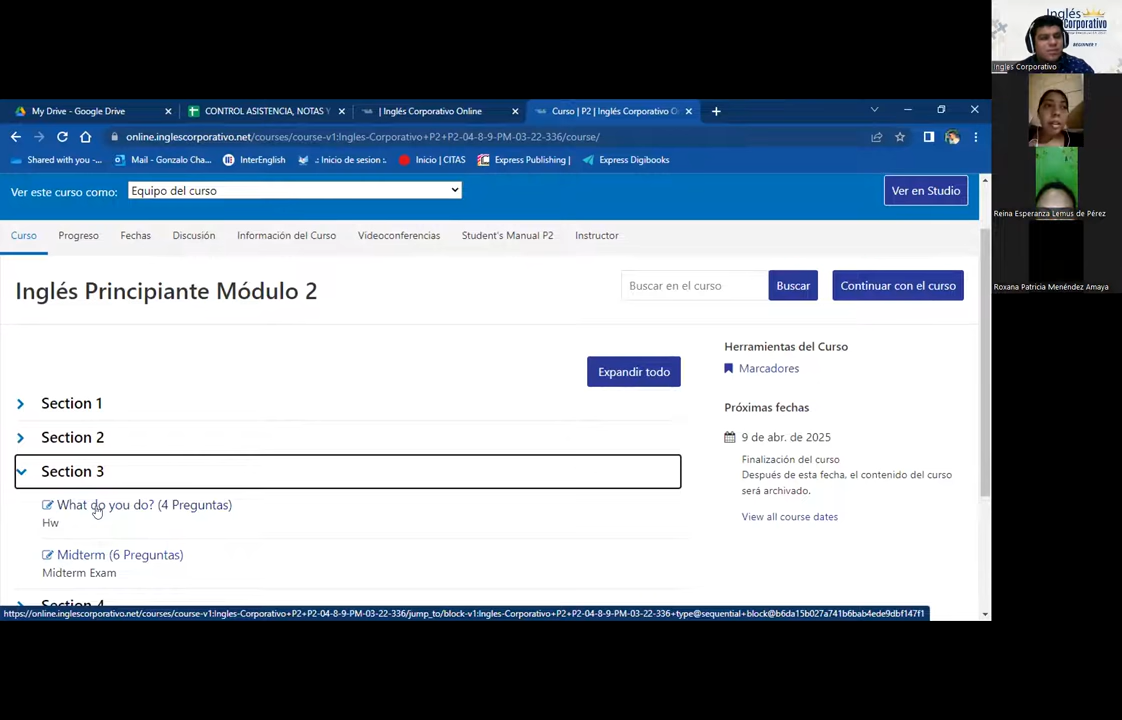 My Drive - Google Drive
CONTROL ASISTENCIA, NOTAS Y
| Inglés Corporativo Online
Curso | P2 | Inglés Corporativo O
online.inglescorporativo.net/courses/course-v1:Ingles-Corporativo+P2+P2-04-8-9-PM-03-22-336/course/
Shared with you -...
Mail - Gonzalo Cha...
InterEnglish
.: Inicio de sesion :.
Inicio | CITAS
Express Publishing |
Express Digibooks
Ver este curso como:
Equipo del curso
Ver en Studio
Curso
Progreso
Fechas
Discusión
Información del Curso
Videoconferencias
Student's Manual P2
Instructor
Inglés Principiante Módulo 2
Buscar en el curso
Buscar
Continuar con el curso
Expandir todo
Section 1
Section 2
Section 3
What do you do? (4 Preguntas)
Hw
Midterm (6 Preguntas)
Midterm Exam
Section 4
Herramientas del Curso
Marcadores
Próximas fechas
9 de abr. de 2025
Finalización del curso
Después de esta fecha, el contenido del curso
será archivado.
View all course dates
https://online.inglescorporativo.net/courses/course-v1:Ingles-Corporativo+P2+P2-04-8-9-PM-03-22-336/jump_to/block-v1:Ingles-Corporativo+P2+P2-04-8-9-PM-03-22-336+type@sequential+block@b6da15b027a741b6bab4ede9dbf147f1
Inglés
Corporativo
BEGINNER 1
Ingles Corporativo
Reina Esperanza Lemus de Pérez
Roxana Patricia Menéndez Amaya